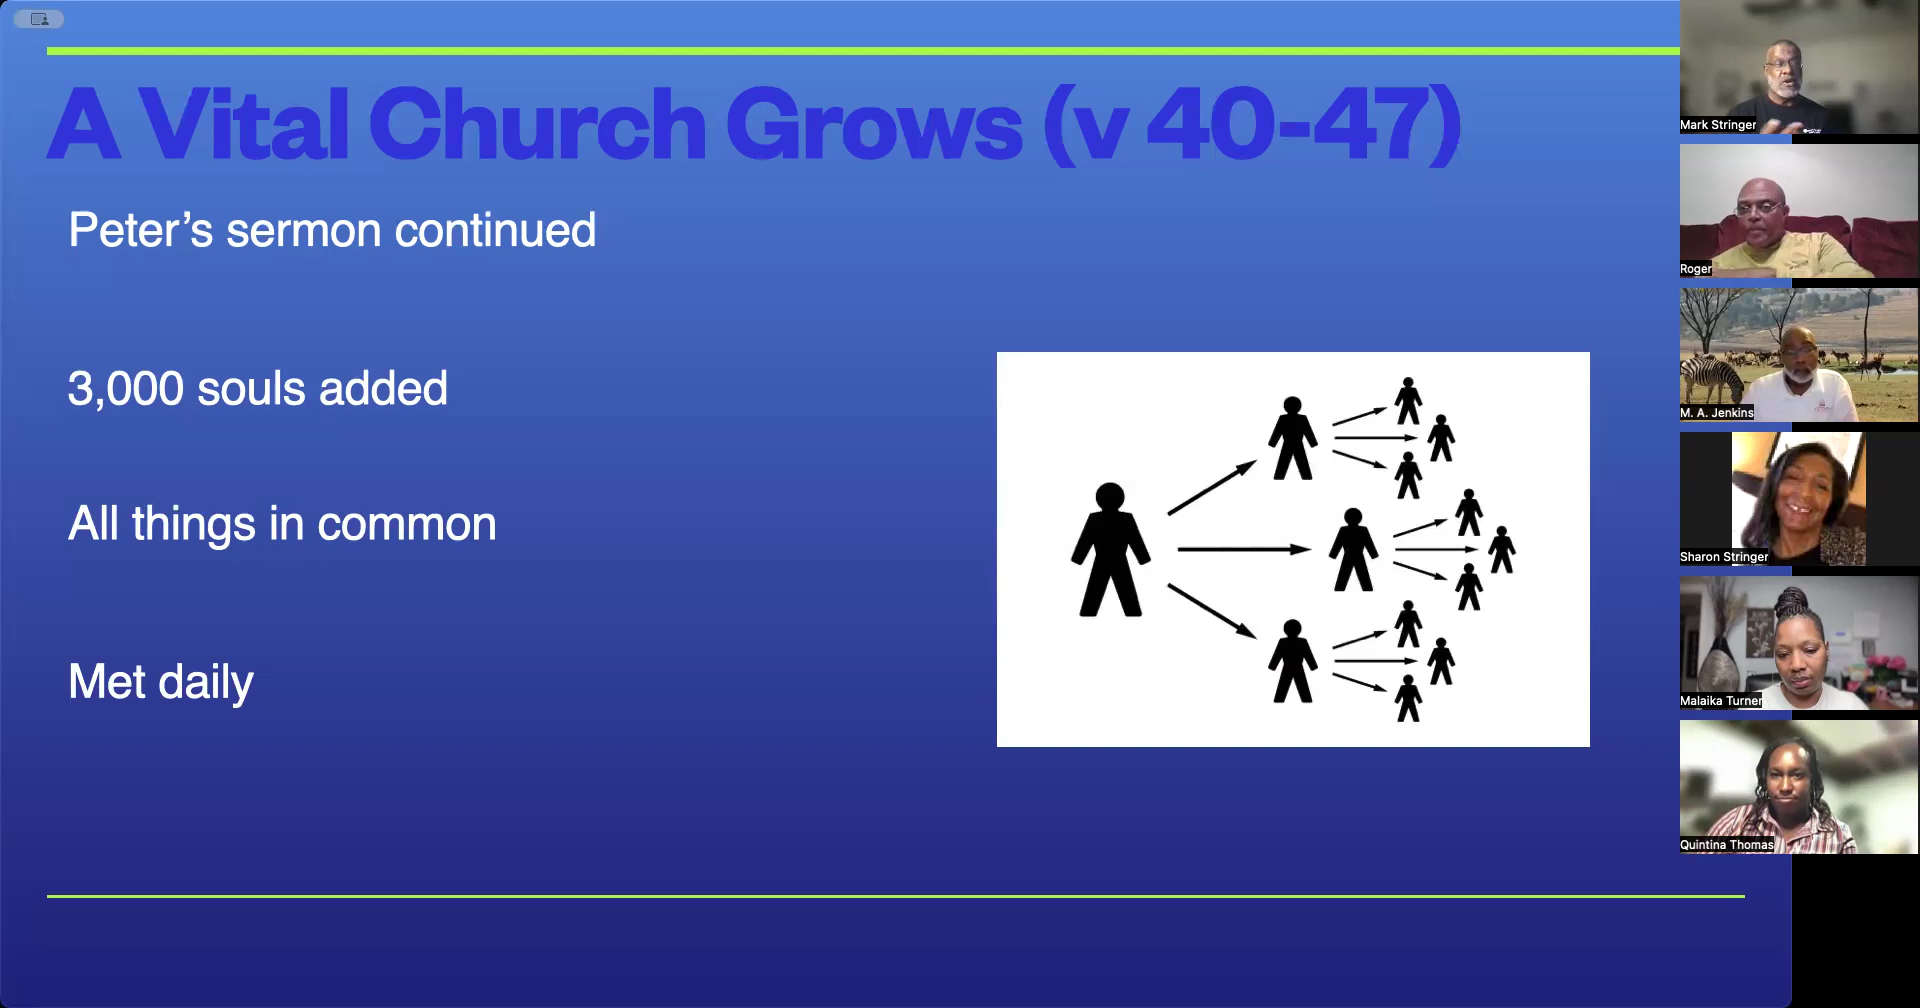 A Vital Church Grows (v 40-47)
Peter’s sermon continued
3,000 souls added
All things in common
Met daily
Mark Stringer
Roger
M. A. Jenkins
Sharon Stringer
Malaika Turner
Quintina Thomas